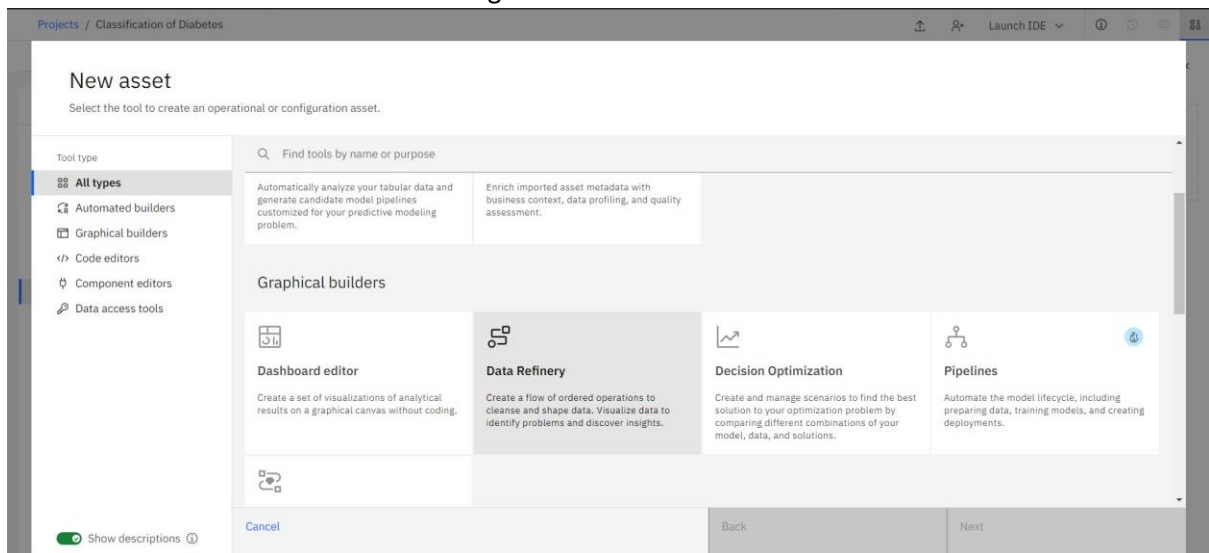 Projects / Classification of Diabetes
Launch IDE
New asset
Select the tool to create an operational or configuration asset.
Tool type
All types
Automated builders
Graphical builders
Code editors
Component editors
Data access tools
Show descriptions
Find tools by name or purpose
Automatically analyze your tabular data and
generate candidate model pipelines
customized for your predictive modeling
problem.
Enrich imported asset metadata with
business context, data profiling, and quality
assessment.
Graphical builders
Dashboard editor
Create a set of visualizations of analytical
results on a graphical canvas without coding.
Data Refinery
Create a flow of ordered operations to
cleanse and shape data. Visualize data to
identify problems and discover insights.
Decision Optimization
Create and manage scenarios to find the best
solution to your optimization problem by
comparing different combinations of your
model, data, and solutions.
Pipelines
Automate the model lifecycle, including
preparing data, training models, and creating
deployments.
Cancel
Back
Next